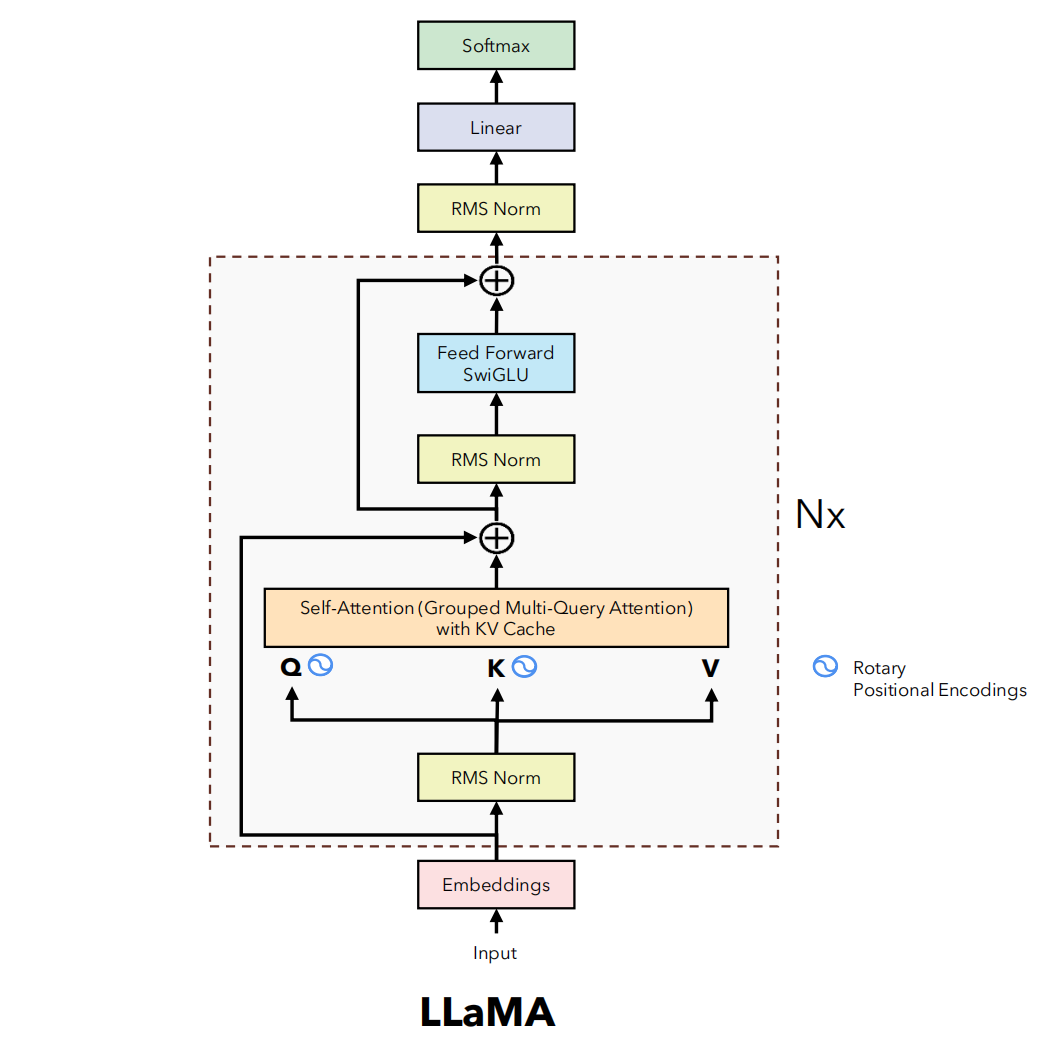 Softmax
Linear
RMS Norm
Feed Forward
SwiGLU
RMS Norm
Nx
Self-Attention (Grouped Multi-Query Attention)
with KV Cache
Q K V
Rotary
Positional Encodings
RMS Norm
Embeddings
Input
LLaMA